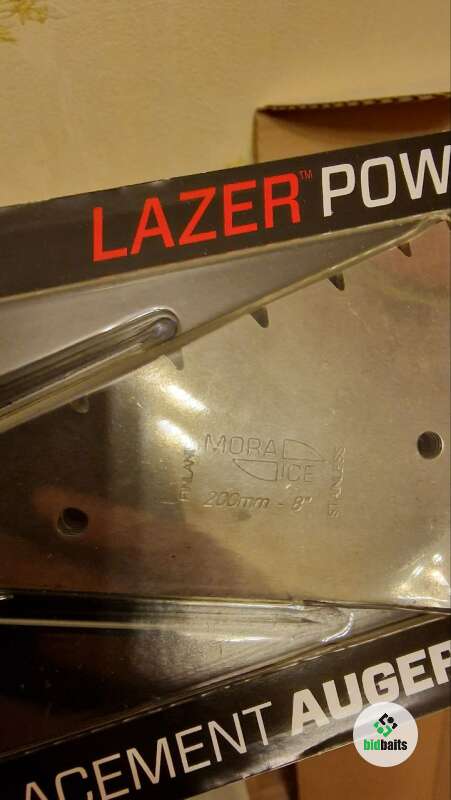 LAZER™ POW
MORA
ICE
FINLAND
200mm - 8"
STAINLESS
ACEMENT AUGER
bidbaits